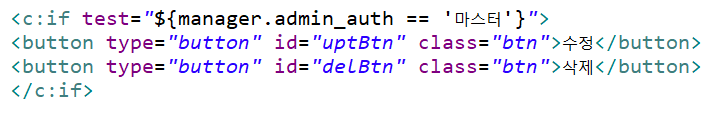 <c:if test="${manager.admin_auth == '마스터'}">
<button type="button" id="uptBtn" class="btn">수정</button>
<button type="button" id="delBtn" class="btn">삭제</button>
</c:if>